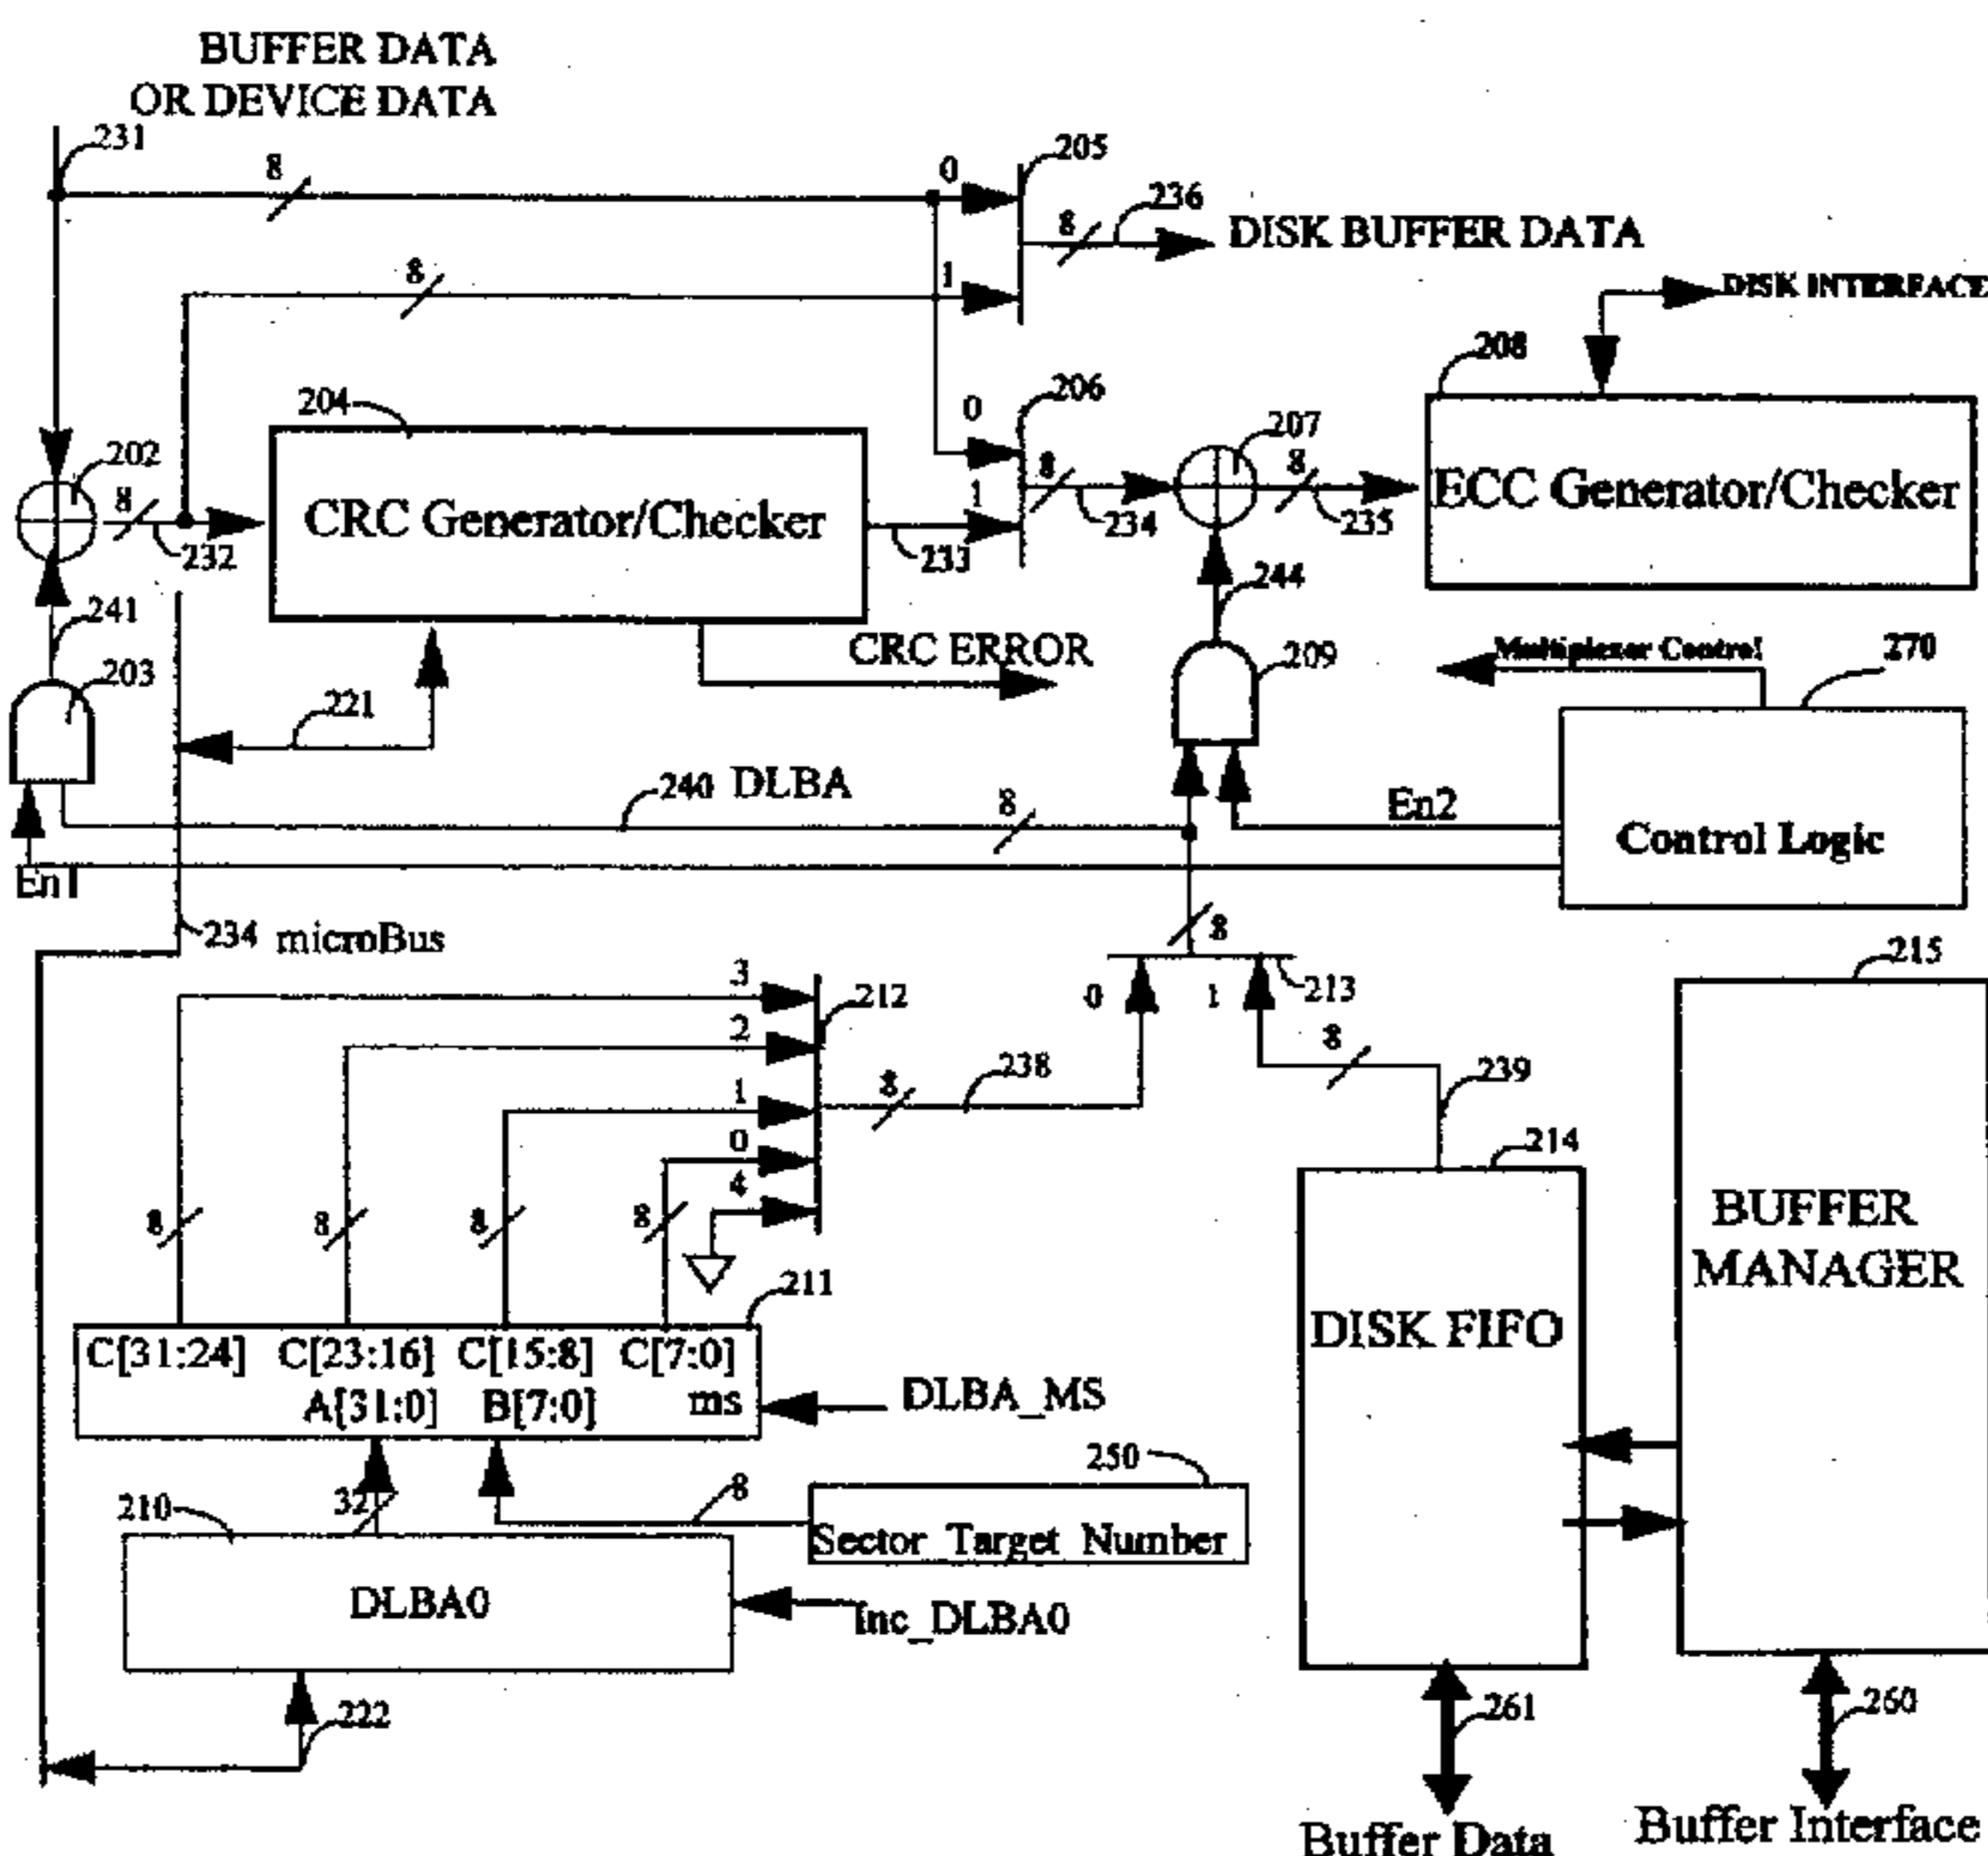 BUFFER DATA
OR DEVICE DATA
231
8
0
205
8
236
DISK BUFFER DATA
8
1
DISK INTERFACE
208
204
0
206
207
202
8
CRC Generator/Checker
1
8
8
ECC Generator/Checker
232
233
234
235
241
244
CRC ERROR
209
Multiplexor Control
270
203
221
240 DLBA
8
En2
Control Logic
En1
234 microBus
8
215
3
212
0
1
213
2
8
238
8
239
1
0
214
4
BUFFER
MANAGER
8
8
8
8
211
DISK FIFO
C[31:24] C[23:16] C[15:8] C[7:0]
A[31:0] B[7:0] ms
DLBA_MS
250
210
32
8
Sector Target Number
DLBA0
Inc_DLBA0
222
261
260
Buffer Data
Buffer Interface